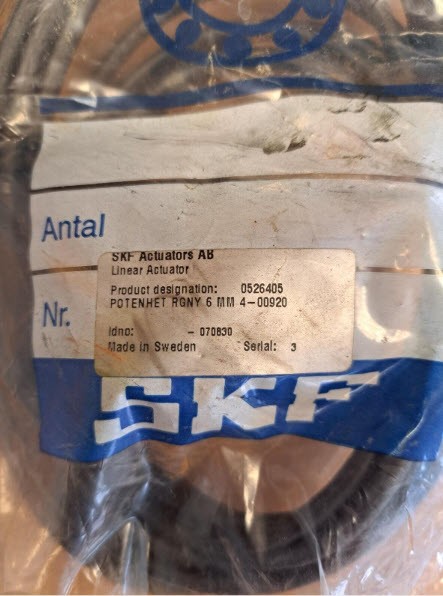 Antal
SKF Actuators AB
Linear Actuator
Product designation: 0526405
POTENHET RGNY 6 MM 4-00920
Nr.
Idno: - 070830
Made in Sweden Serial: 3
SKF